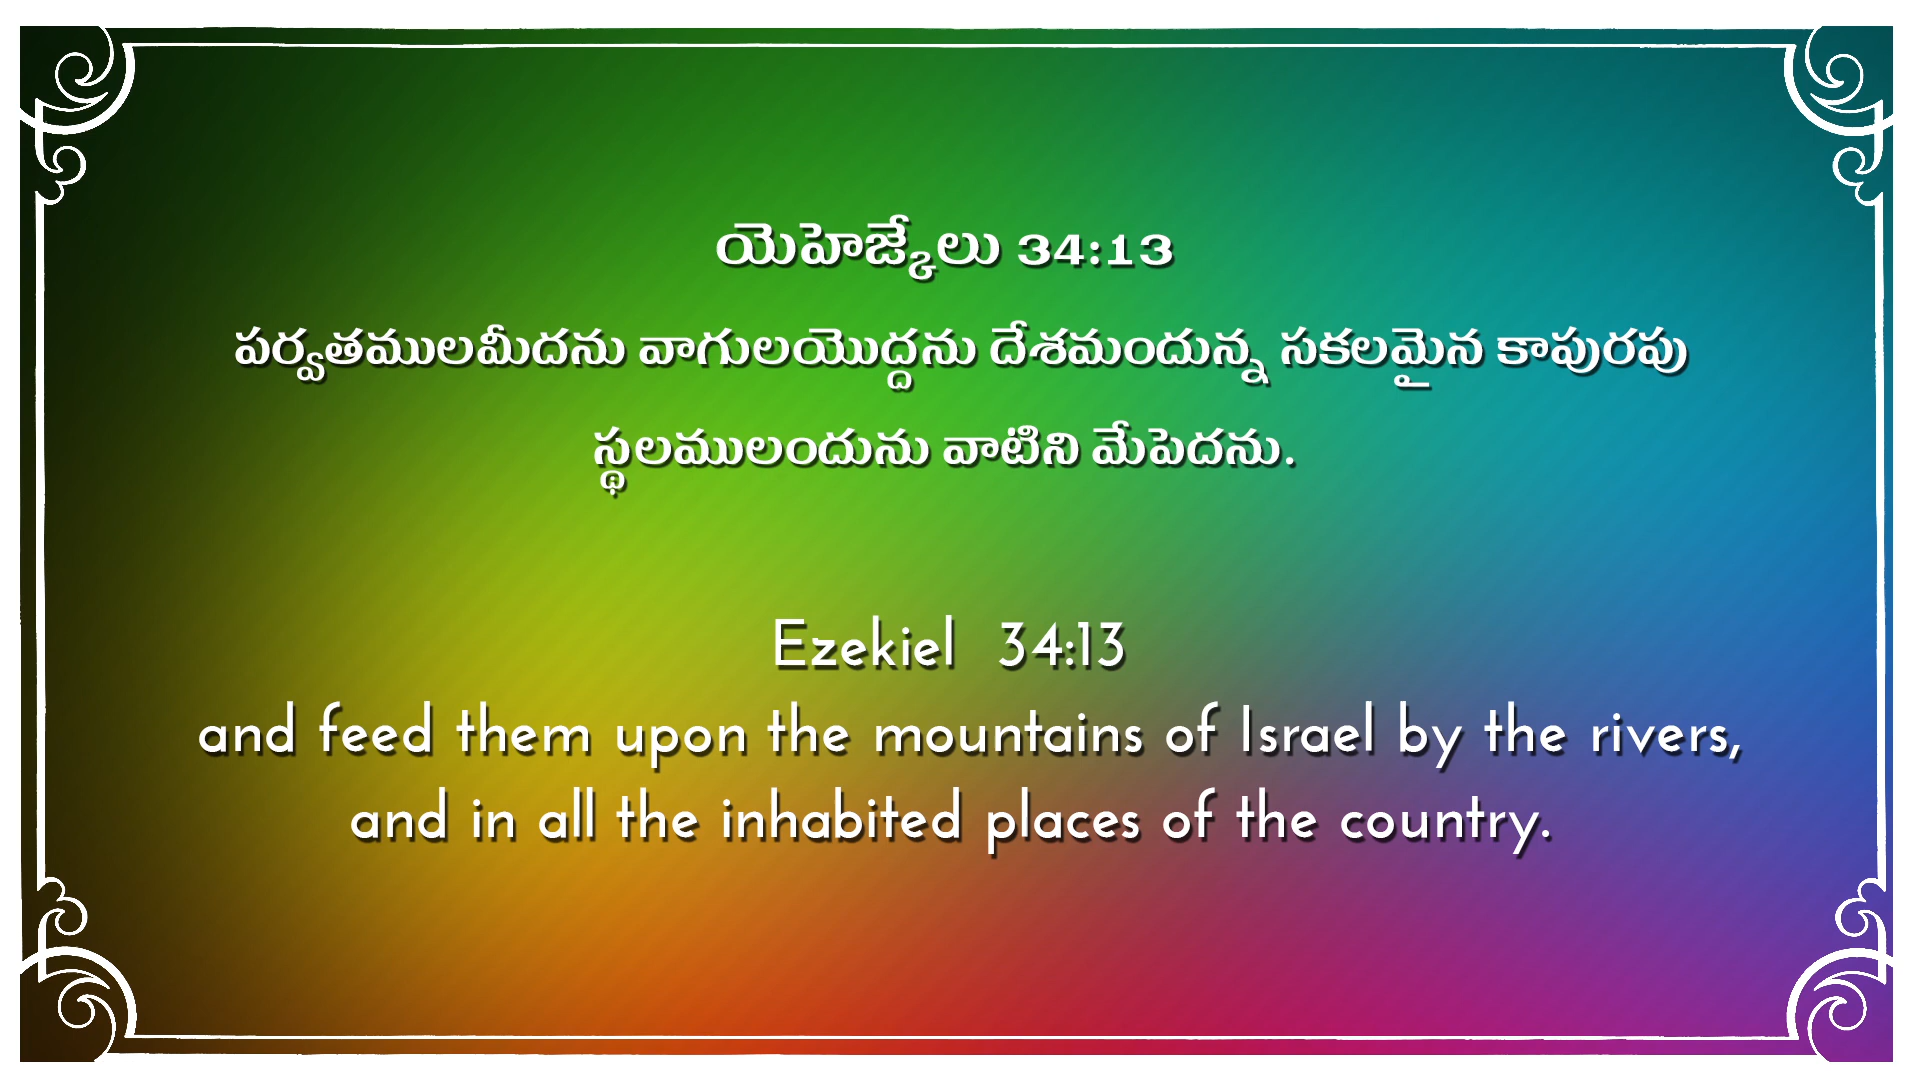 యెహెజ్కేలు 34:13
పర్వతములమీదను వాగులయొద్దను దేశమందున్న సకలమైన కాపురపు
స్థలములందును వాటిని మేపెదను.
Ezekiel 34:13
and feed them upon the mountains of Israel by the rivers,
and in all the inhabited places of the country.